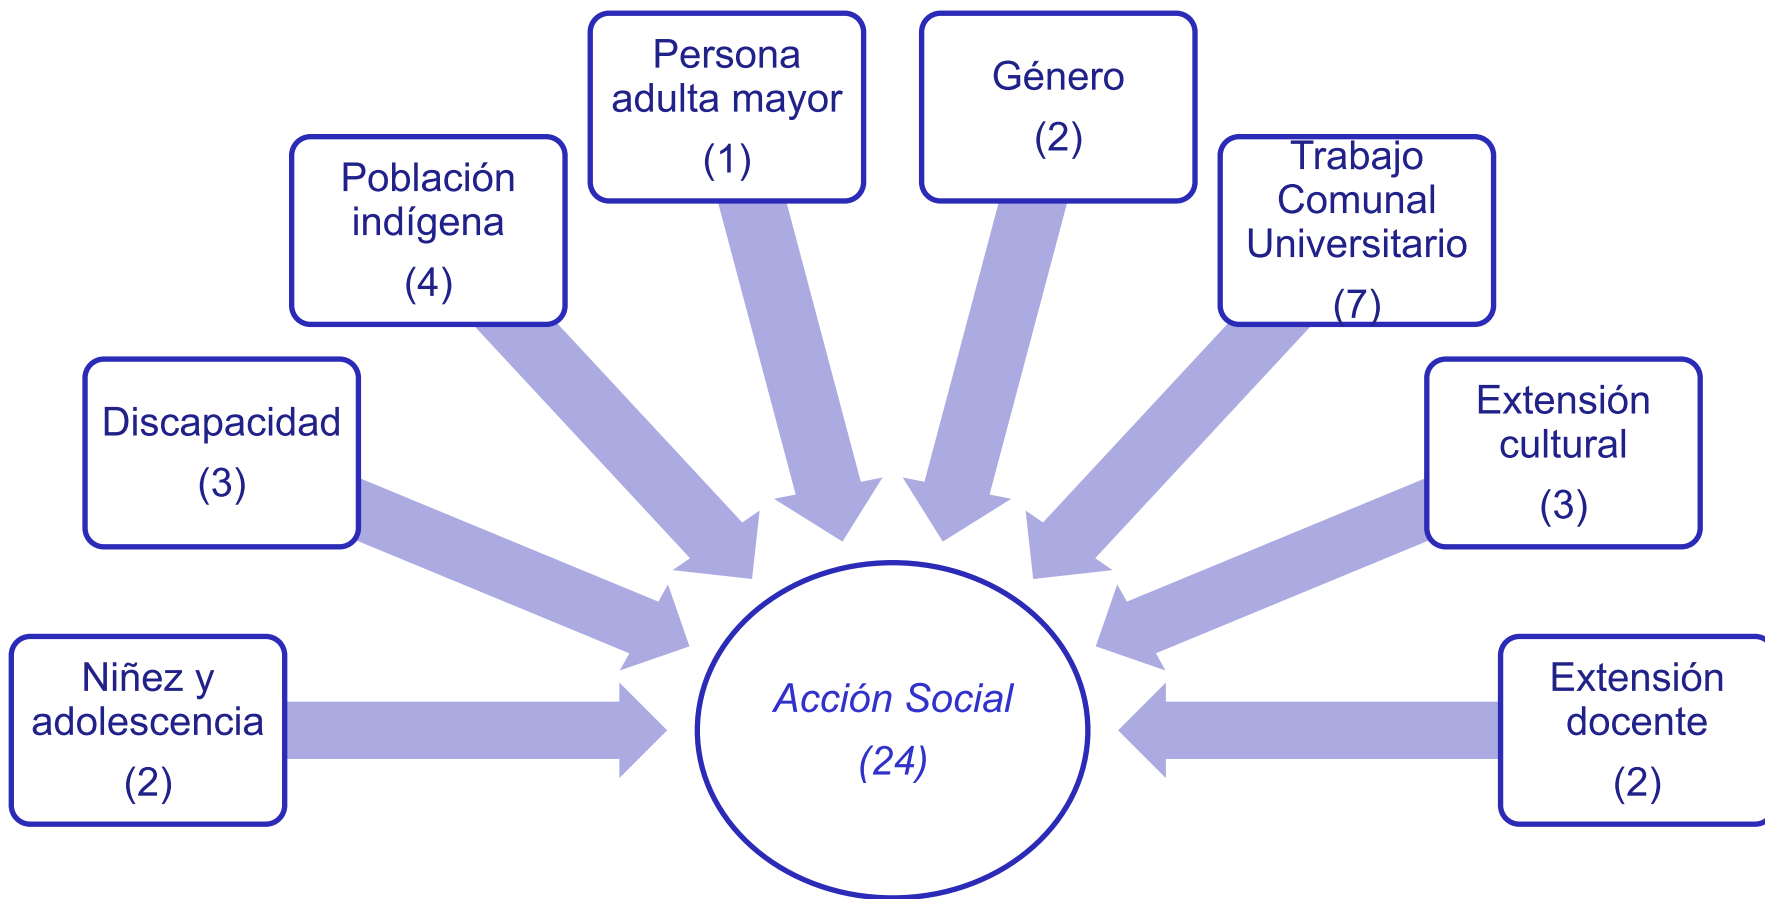 Persona
adulta mayor
(1)
Género
(2)
Población
indígena
(4)
Trabajo
Comunal
Universitario
(7)
Discapacidad
(3)
Extensión
cultural
(3)
Niñez y
adolescencia
(2)
Acción Social
(24)
Extensión
docente
(2)